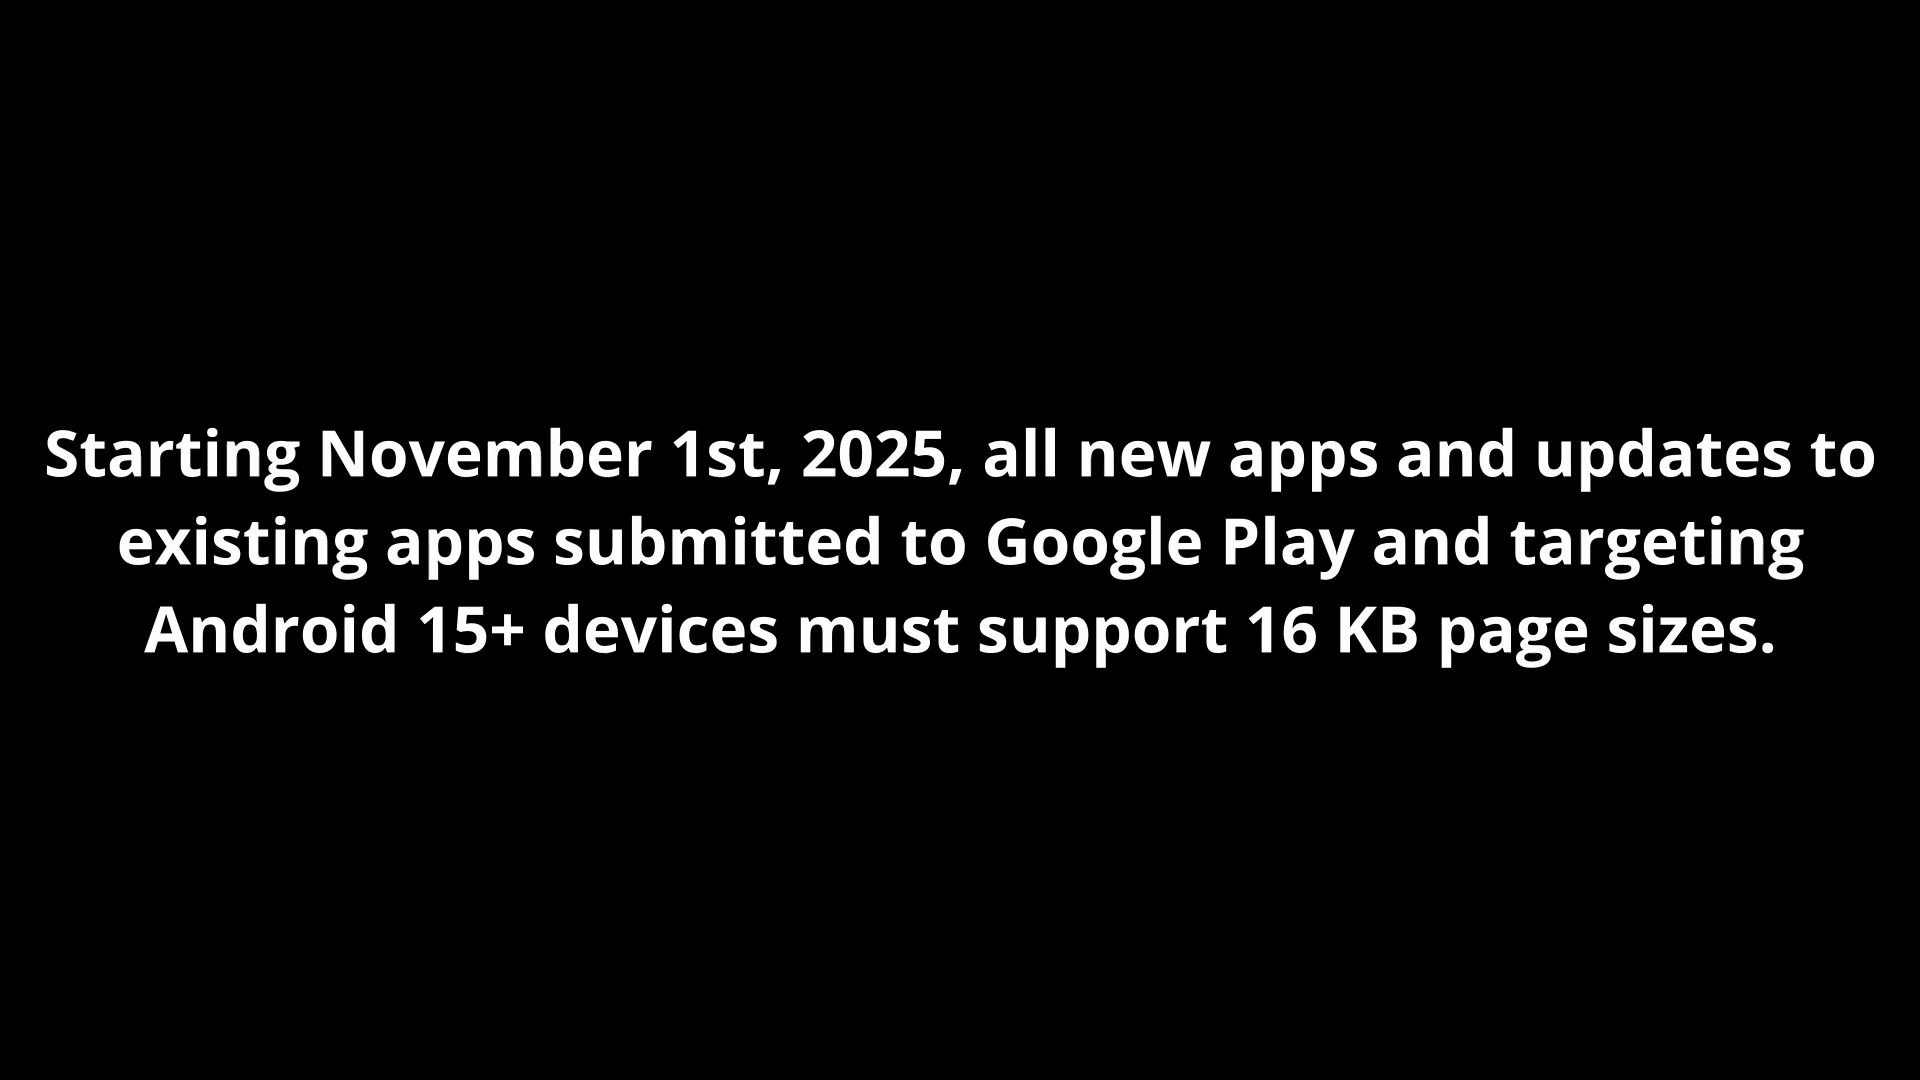 Starting November 1st, 2025, all new apps and updates to
existing apps submitted to Google Play and targeting
Android 15+ devices must support 16 KB page sizes.